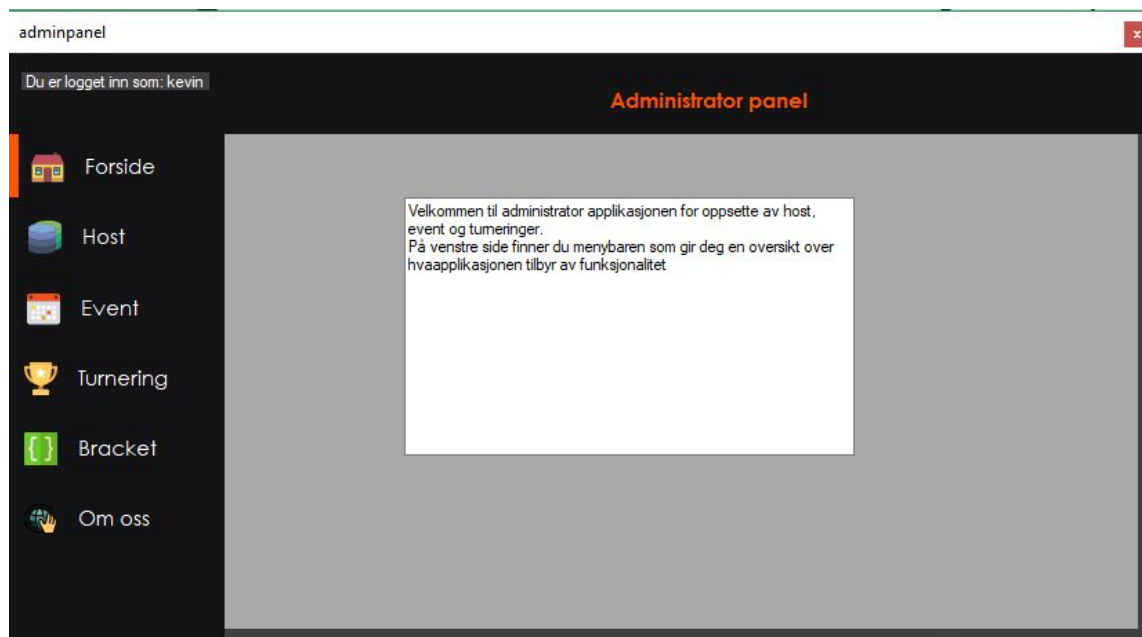 adminpanel
x
Du er logget inn som: kevin
Administrator panel
Forside
Host
Event
Turnering
Bracket
Om oss
Velkommen til administrator applikasjonen for oppsette av host,
event og turneringer.
På venstre side finner du menybaren som gir deg en oversikt over
hvaapplikasjonen tilbyr av funksjonalitet